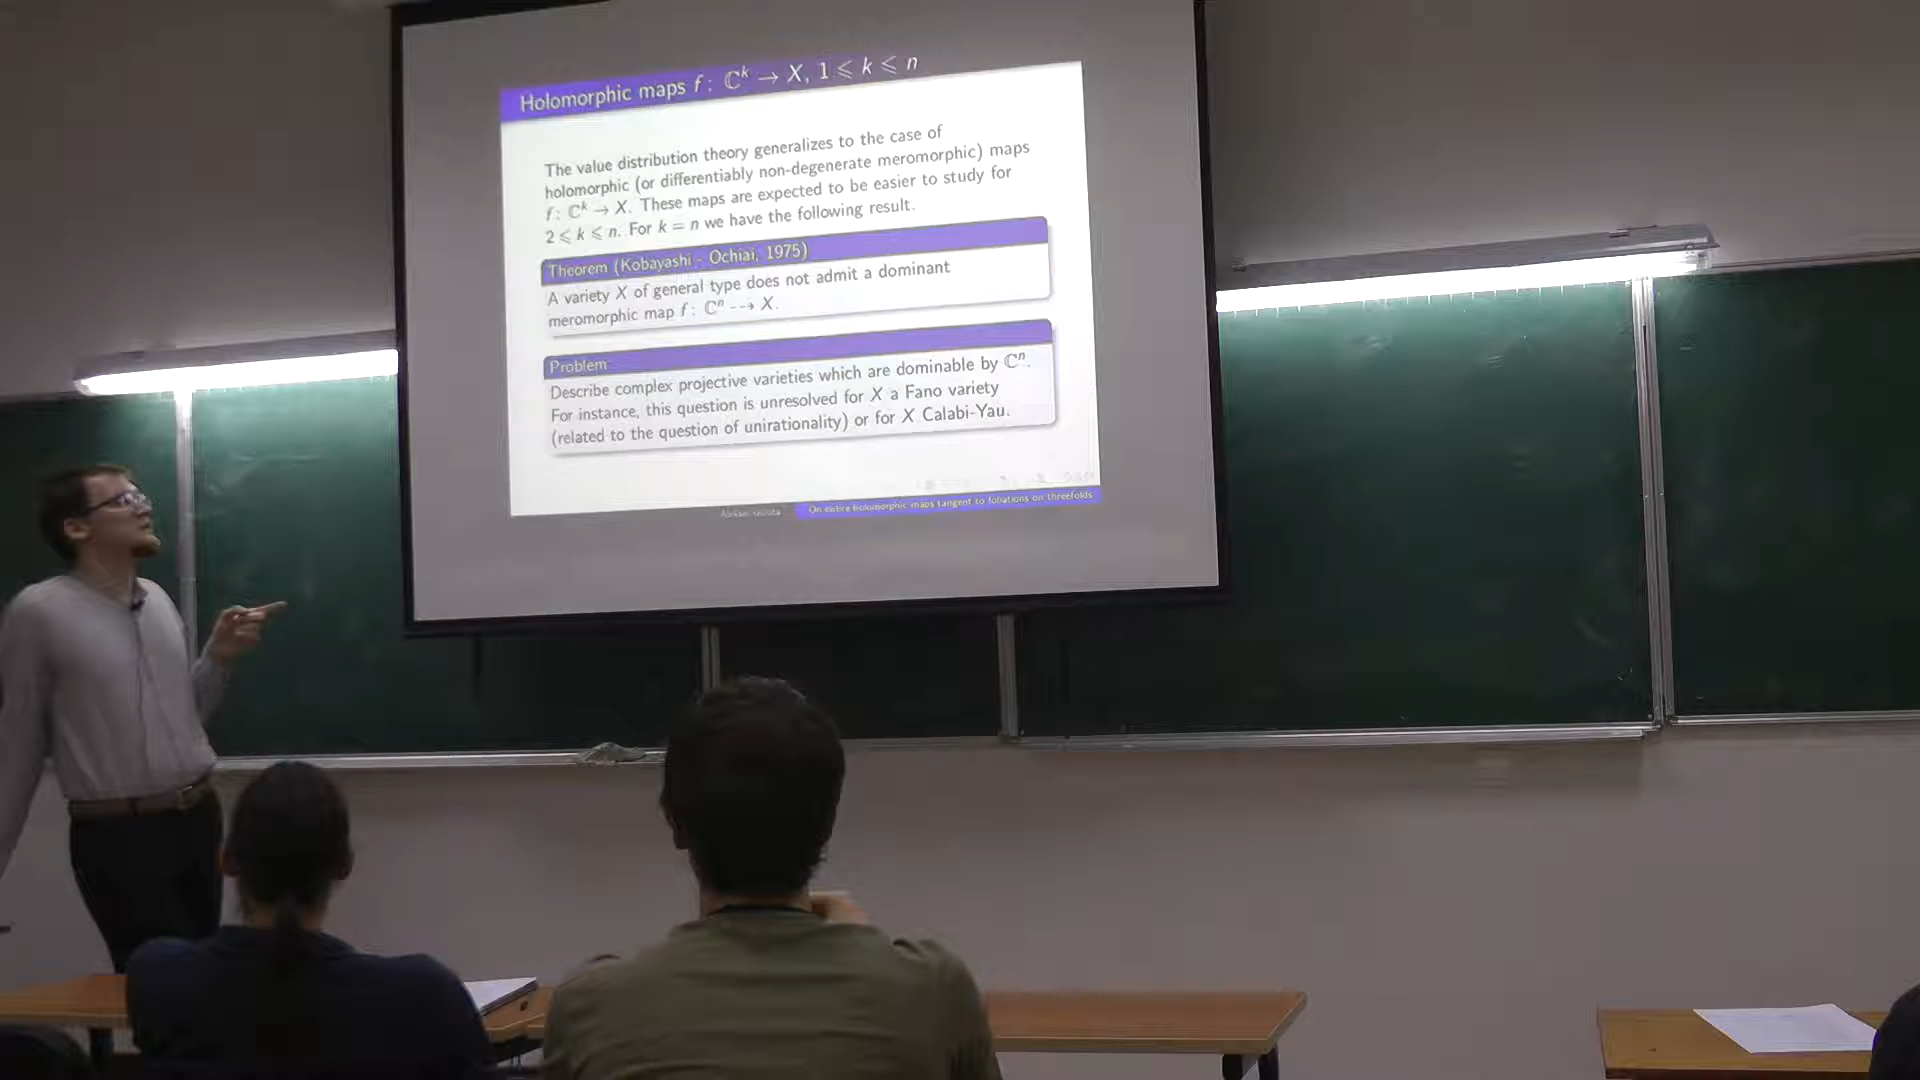 Holomorphic maps f : ℂᵏ → X, 1 ⩽ k ⩽ n
The value distribution theory generalizes to the case of
holomorphic (or differentiably non-degenerate meromorphic) maps
f : ℂᵏ → X. These maps are expected to be easier to study for
2 ⩽ k ⩽ n. For k = n we have the following result.
Theorem (Kobayashi - Ochiai, 1975)
A variety X of general type does not admit a dominant
meromorphic map f : ℂⁿ ⇢ X.
Problem
Describe complex projective varieties which are dominable by ℂⁿ.
For instance, this question is unresolved for X a Fano variety
(related to the question of unirationality) or for X Calabi-Yau.
On entire holomorphic maps tangent to foliations on threefolds